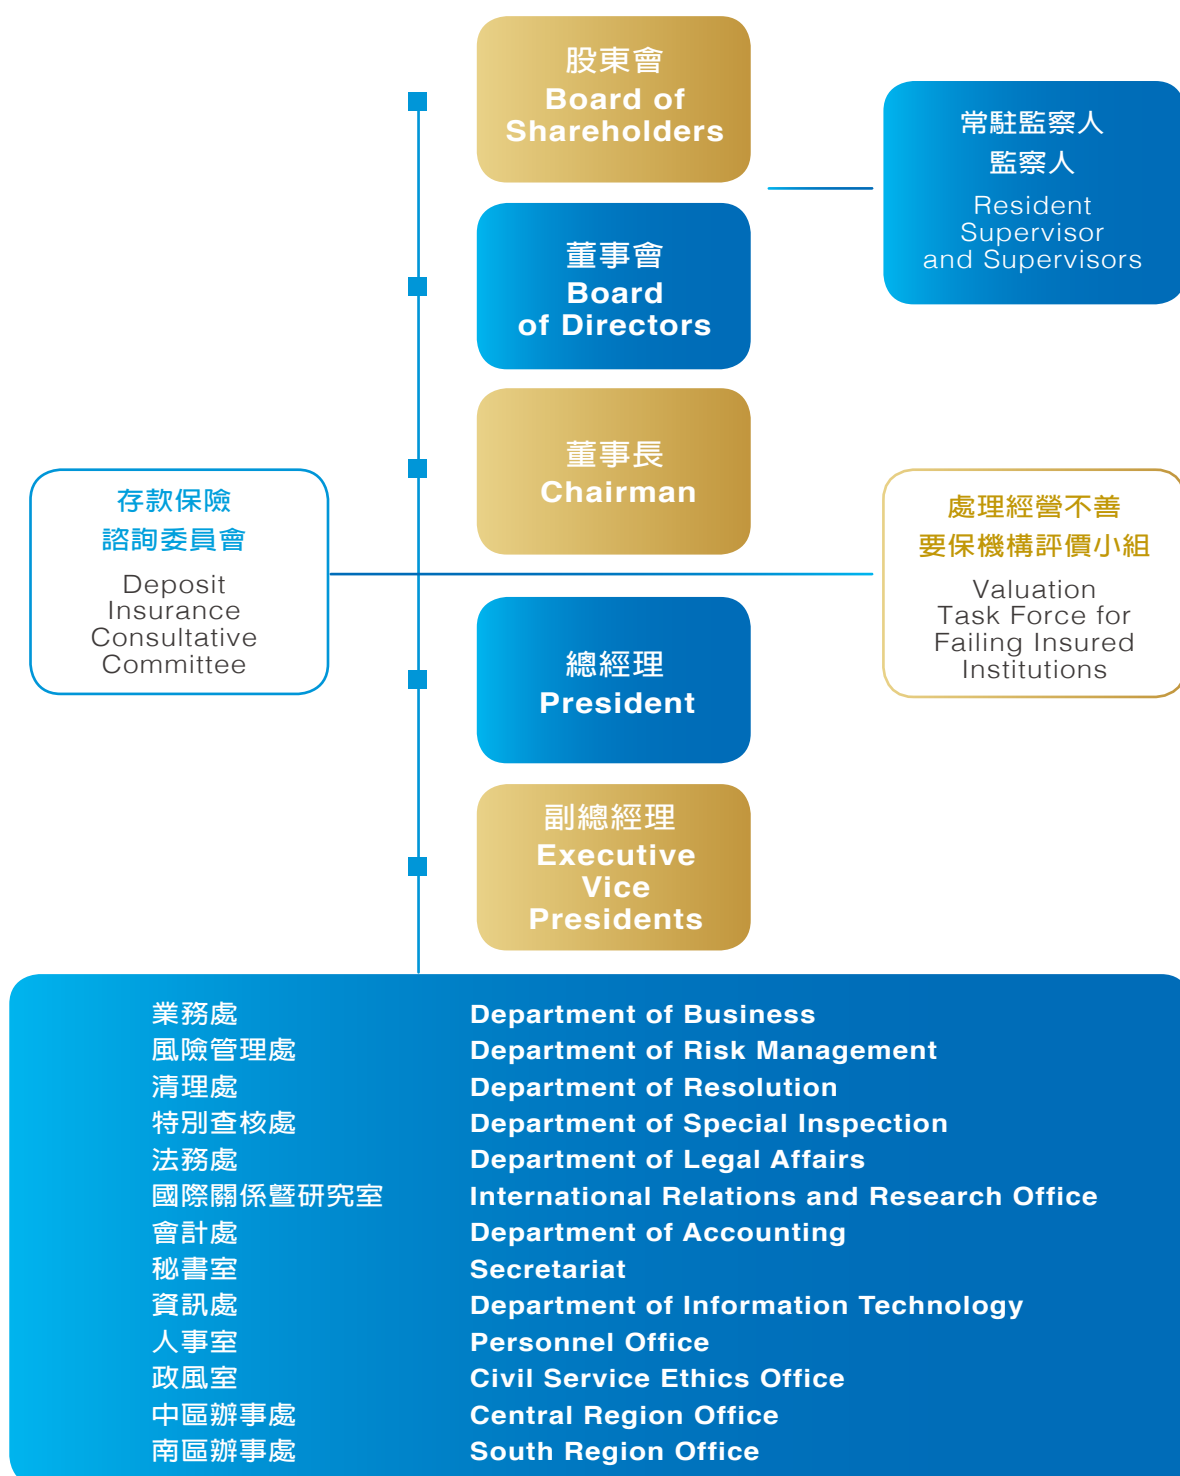 股東會
Board of
Shareholders
常駐監察人
監察人
Resident
Supervisor
and Supervisors
董事會
Board
of Directors
董事長
Chairman
存款保險
諮詢委員會
Deposit
Insurance
Consultative
Committee
處理經營不善
要保機構評價小組
Valuation
Task Force for
Failing Insured
Institutions
總經理
President
副總經理
Executive
Vice
Presidents
業務處 Department of Business
風險管理處 Department of Risk Management
清理處 Department of Resolution
特別查核處 Department of Special Inspection
法務處 Department of Legal Affairs
國際關係暨研究室 International Relations and Research Office
會計處 Department of Accounting
秘書室 Secretariat
資訊處 Department of Information Technology
人事室 Personnel Office
政風室 Civil Service Ethics Office
中區辦事處 Central Region Office
南區辦事處 South Region Office